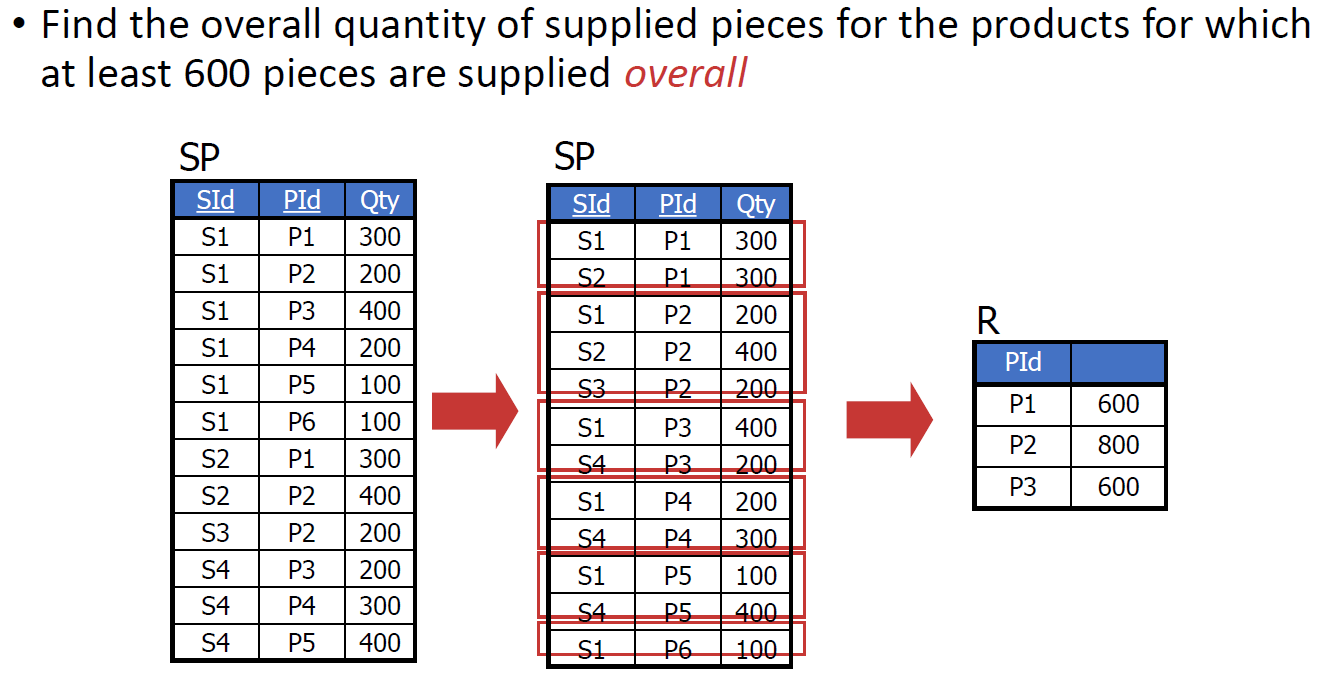 • Find the overall quantity of supplied pieces for the products for which
at least 600 pieces are supplied overall
SP
SId PId Qty
S1 P1 300
S1 P2 200
S1 P3 400
S1 P4 200
S1 P5 100
S1 P6 100
S2 P1 300
S2 P2 400
S3 P2 200
S4 P3 200
S4 P4 300
S4 P5 400
SP
SId PId Qty
S1 P1 300
S2 P1 300
S1 P2 200
S2 P2 400
S3 P2 200
S1 P3 400
S4 P3 200
S1 P4 200
S4 P4 300
S1 P5 100
S4 P5 400
S1 P6 100
R
PId
P1 600
P2 800
P3 600